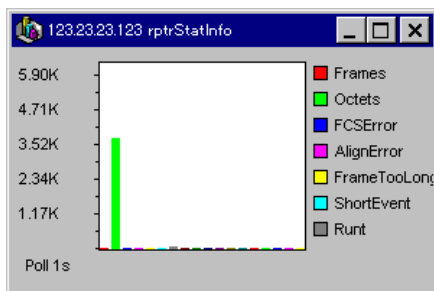 123.23.23.123 rptrStatInfo
5.90K
4.71K
3.52K
2.34K
1.17K
Poll 1s
Frames
Octets
FCSError
AlignError
FrameTooLong
ShortEvent
Runt